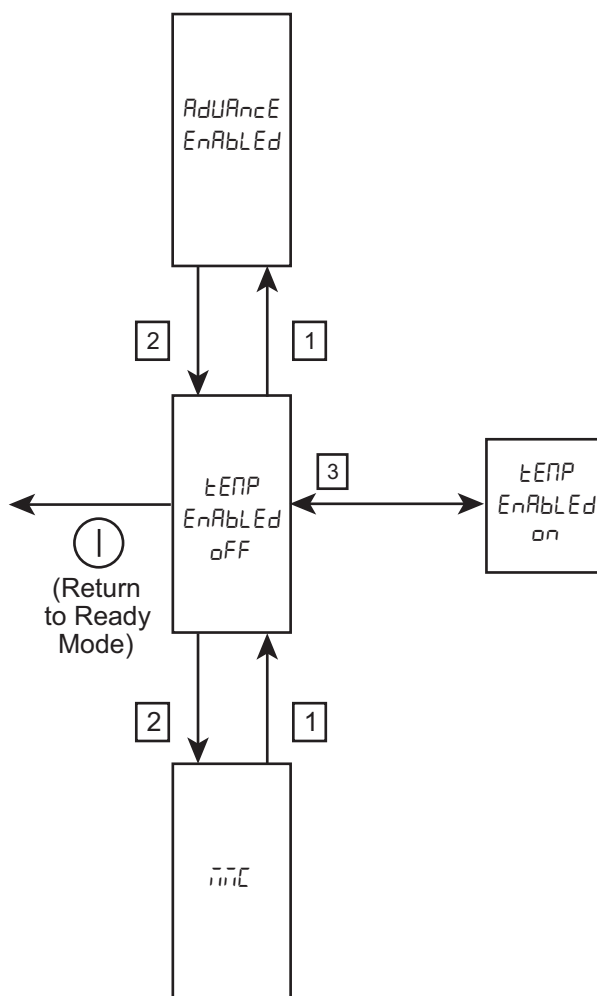 AdUAncE
EnAbLEd
2
1
tEMP
EnAbLEd
oFF
3
tEMP
EnAbLEd
on
(Return
to Ready
Mode)
2
1